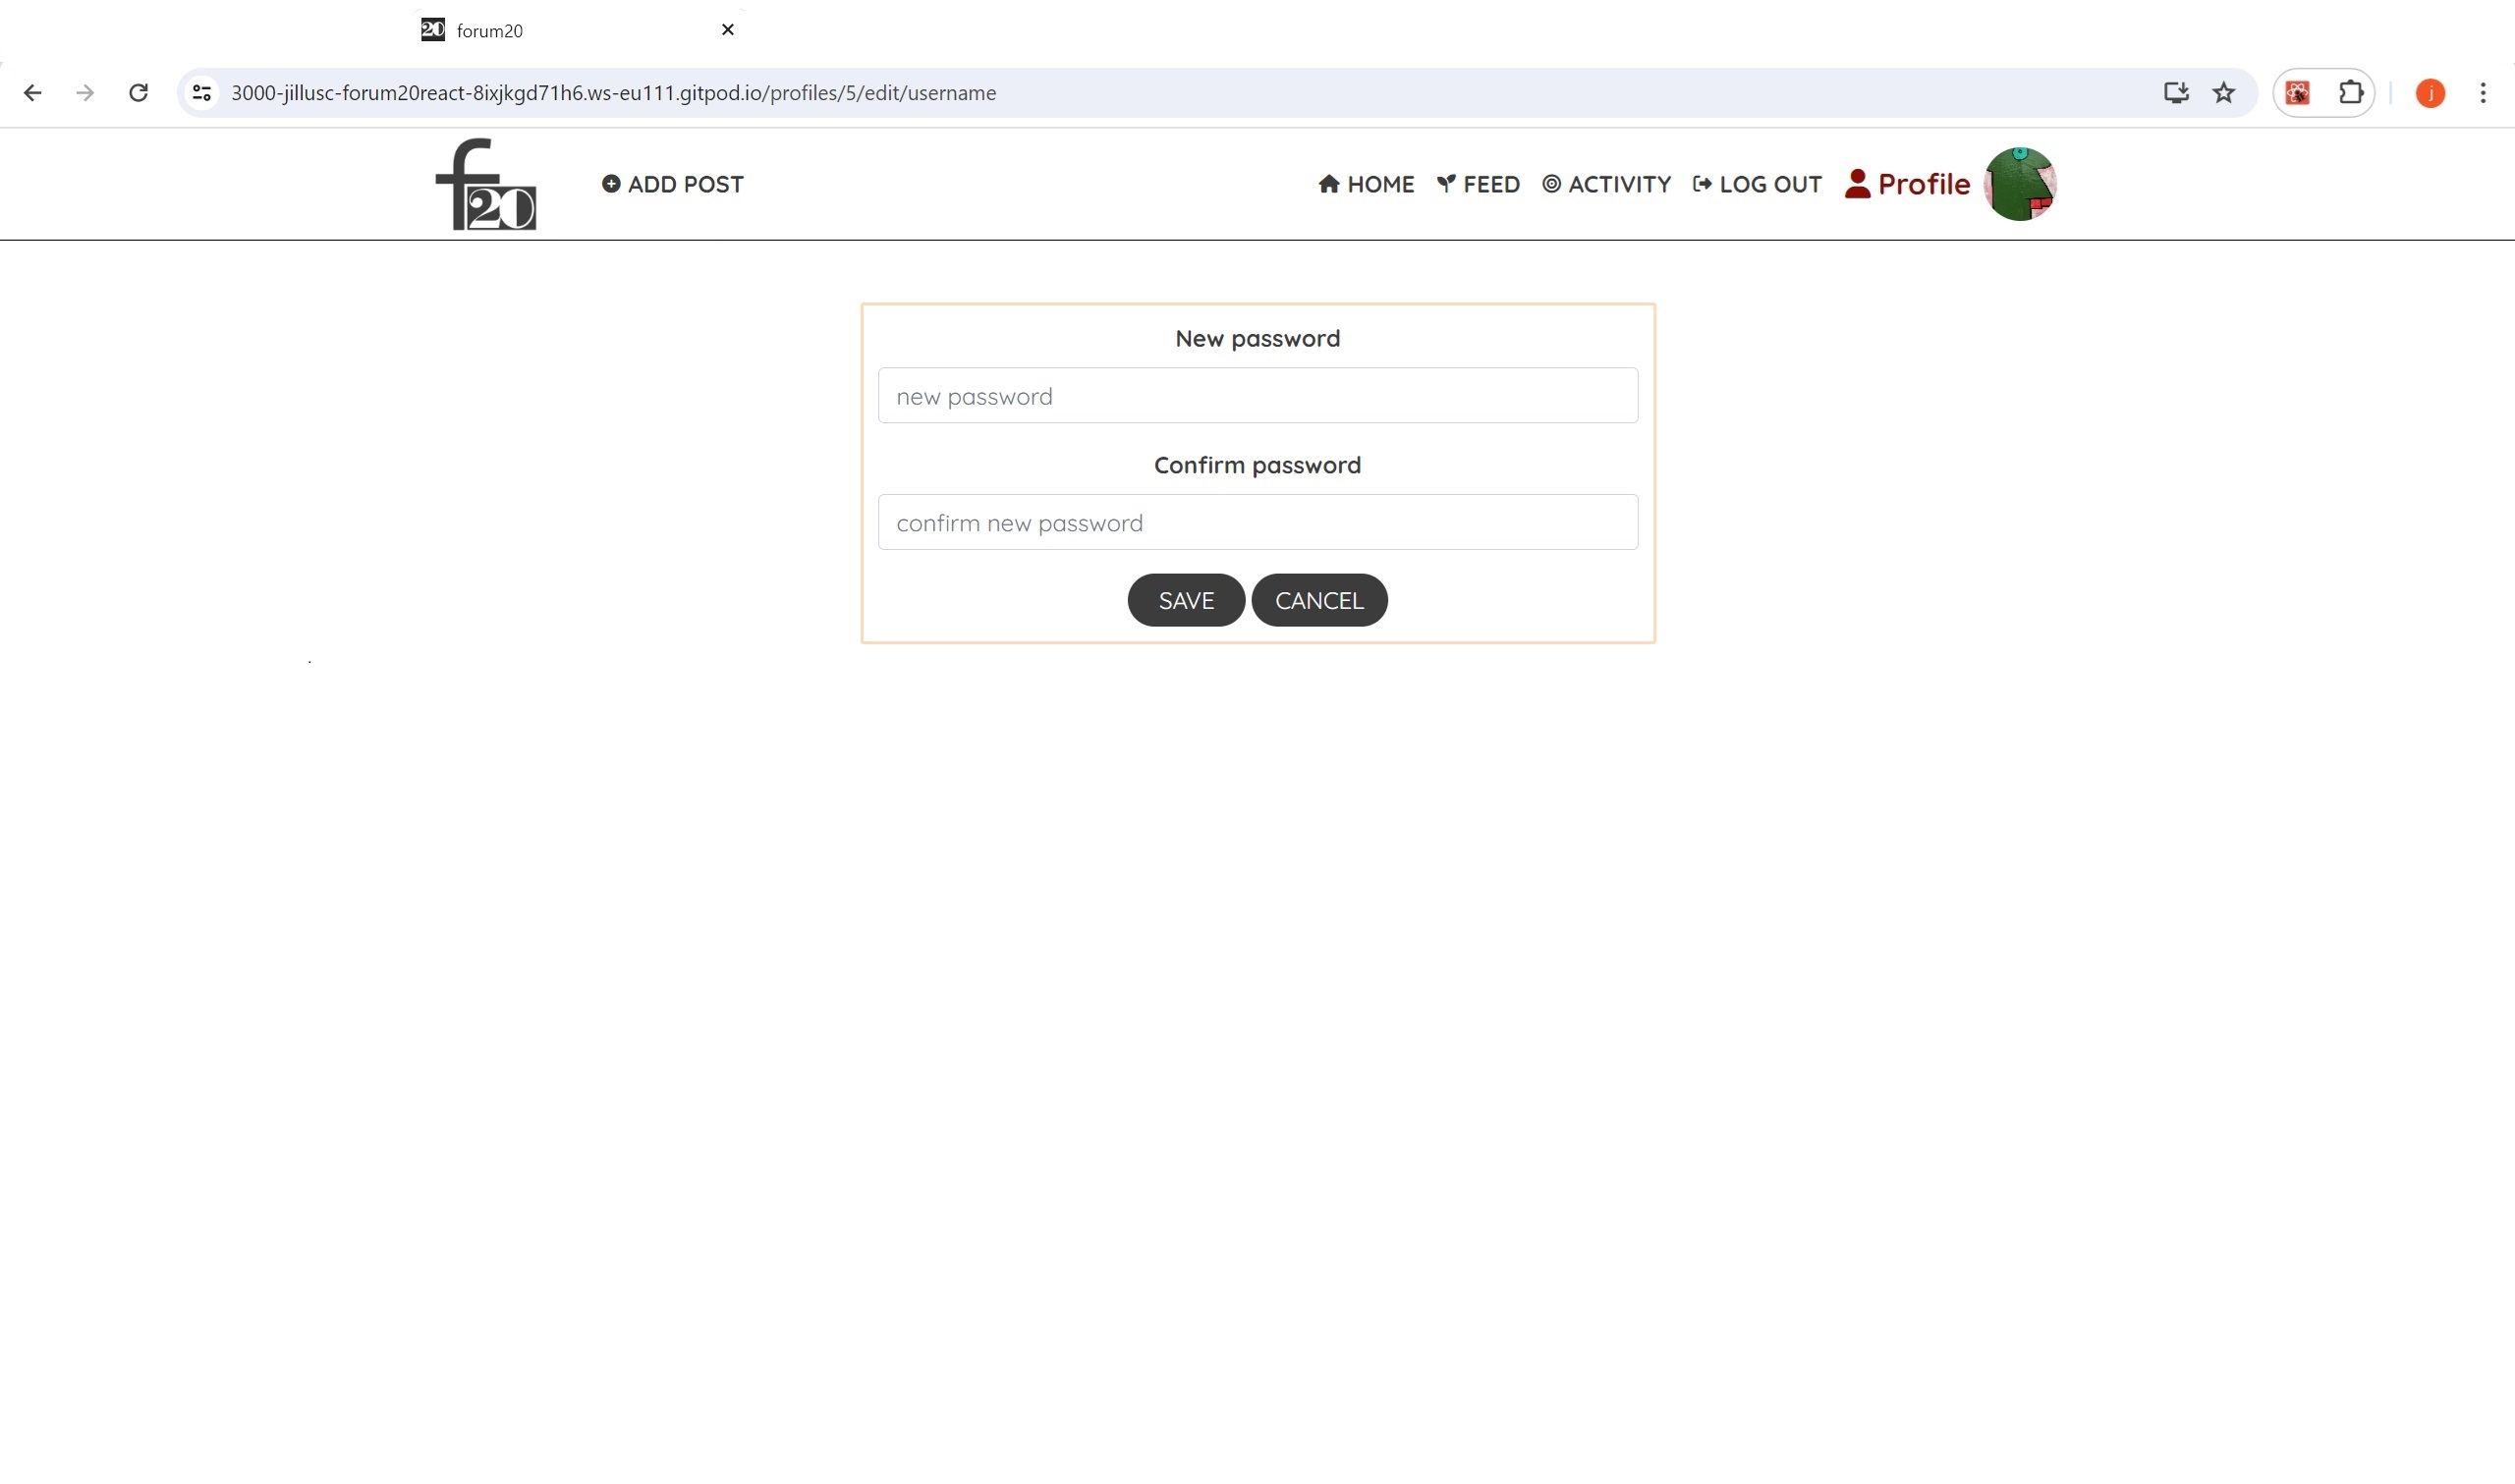 20 forum20
3000-jillusc-forum20react-8ixjkgd71h6.ws-eu111.gitpod.io/profiles/5/edit/username
j
f20
ADD POST
HOME FEED ACTIVITY LOG OUT Profile
New password
new password
Confirm password
confirm new password
SAVE CANCEL